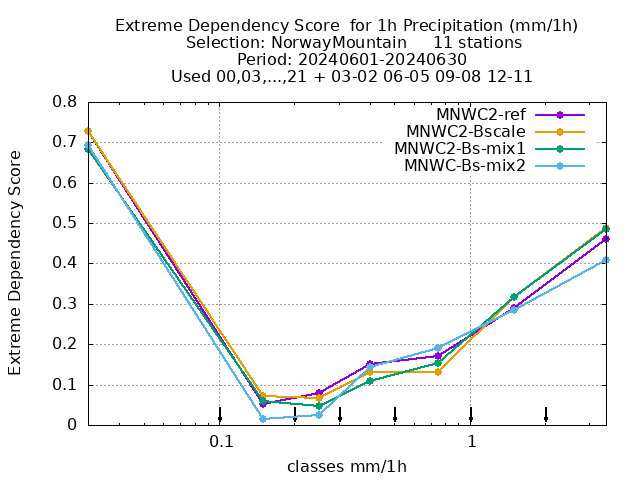 Extreme Dependency Score  for 1h Precipitation (mm/1h)
Selection: NorwayMountain     11 stations
Period: 20240601-20240630
Used 00,03,...,21 + 03-02 06-05 09-08 12-11
0.8
0.7
0.6
0.5
0.4
0.3
0.2
0.1
0
Extreme Dependency Score
MNWC2-ref
MNWC2-Bscale
MNWC2-Bs-mix1
MNWC-Bs-mix2
0.1
1
classes mm/1h